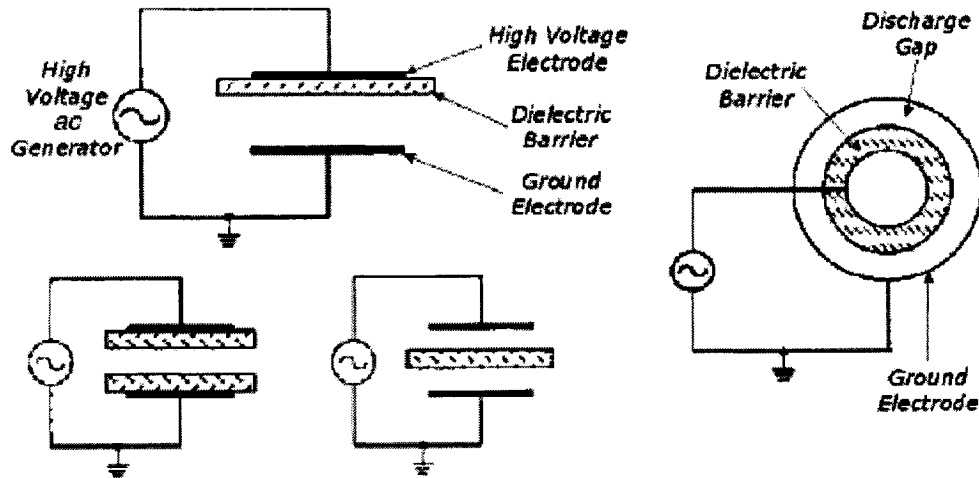 High
Voltage
ac
Generator
High Voltage
Electrode
Dielectric
Barrier
Ground
Electrode
Discharge
Gap
Dielectric
Barrier
Ground
Electrode